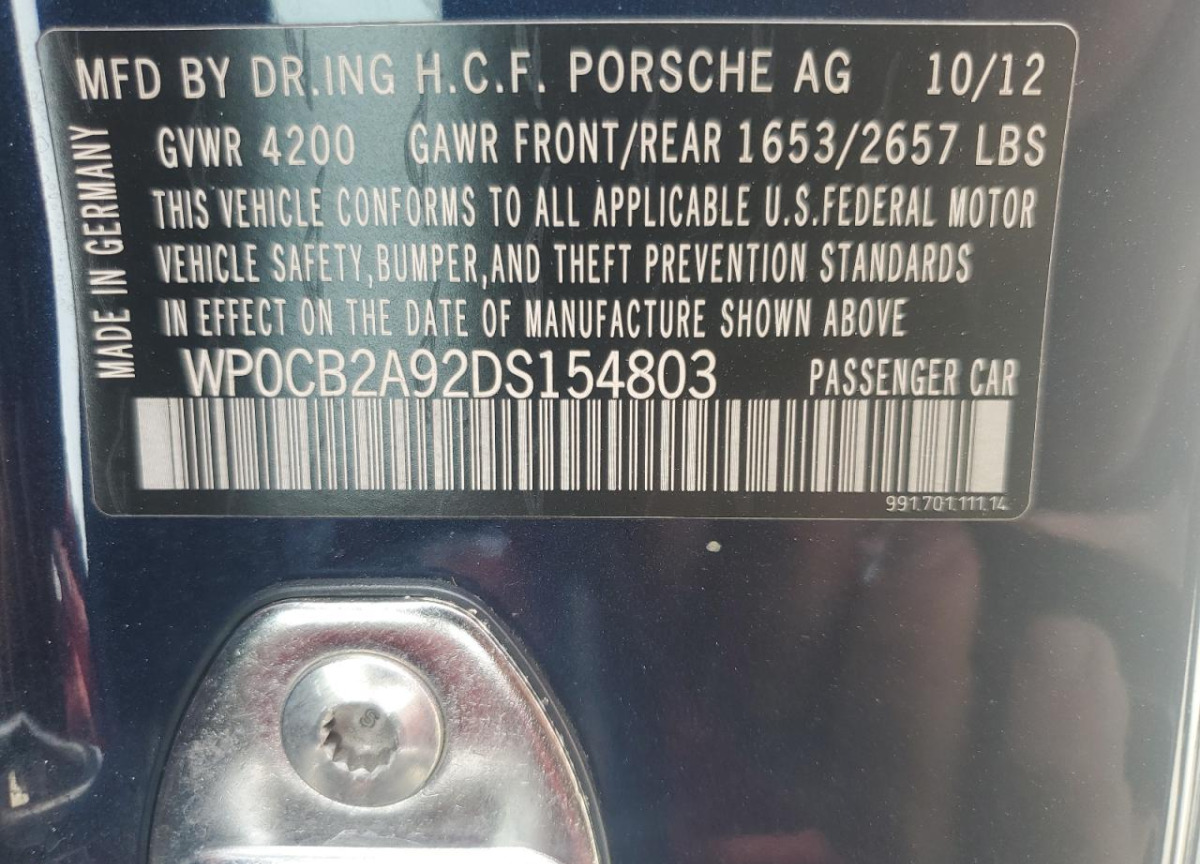 MFD BY DR.ING H.C.F. PORSCHE AG 10/12
GVWR 4200 GAWR FRONT/REAR 1653/2657 LBS
THIS VEHICLE CONFORMS TO ALL APPLICABLE U.S.FEDERAL MOTOR
VEHICLE SAFETY,BUMPER,AND THEFT PREVENTION STANDARDS
IN EFFECT ON THE DATE OF MANUFACTURE SHOWN ABOVE
WP0CB2A92DS154803 PASSENGER CAR
991.701.111.14
MADE IN GERMANY
S